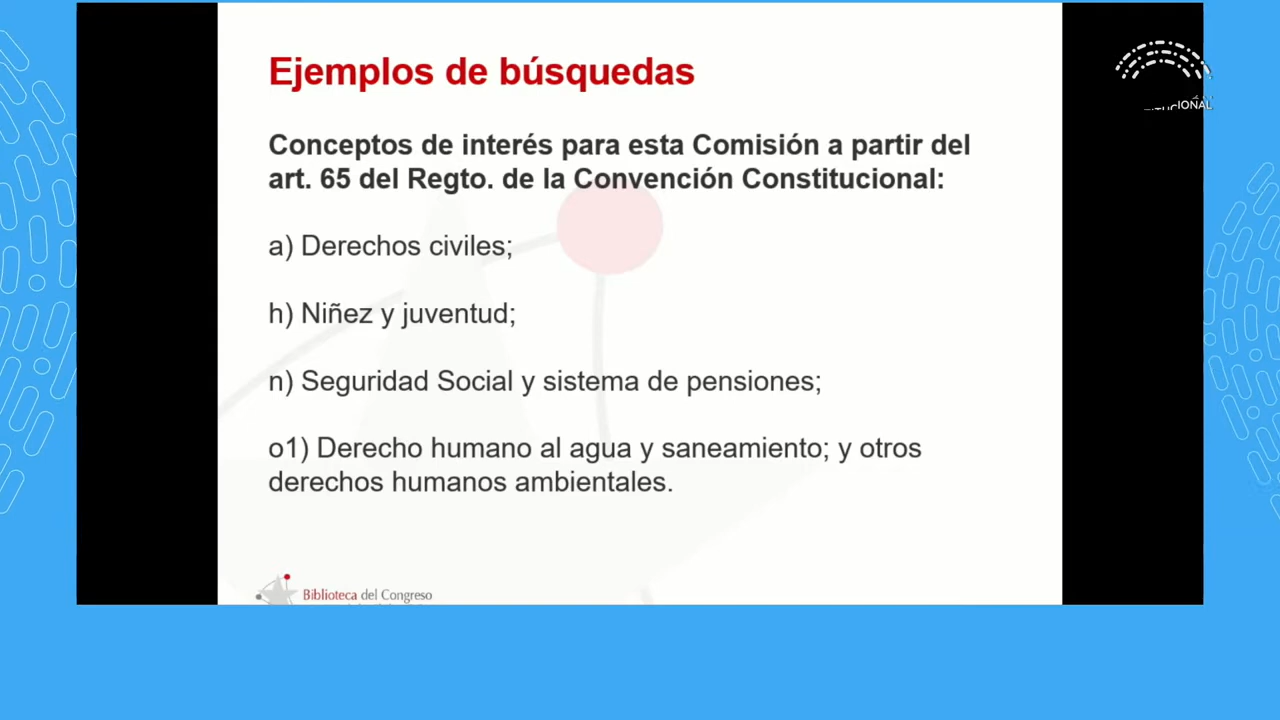 Ejemplos de búsquedas
Conceptos de interés para esta Comisión a partir del
art. 65 del Regto. de la Convención Constitucional:
a) Derechos civiles;
h) Niñez y juventud;
n) Seguridad Social y sistema de pensiones;
o1) Derecho humano al agua y saneamiento; y otros
derechos humanos ambientales.
Biblioteca del Congreso